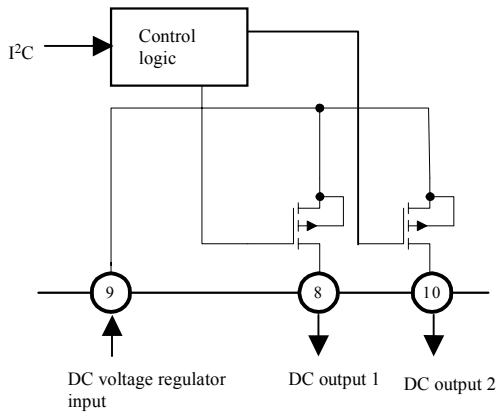 I²C
Control
logic
9
8
10
DC voltage regulator
input
DC output 1
DC output 2